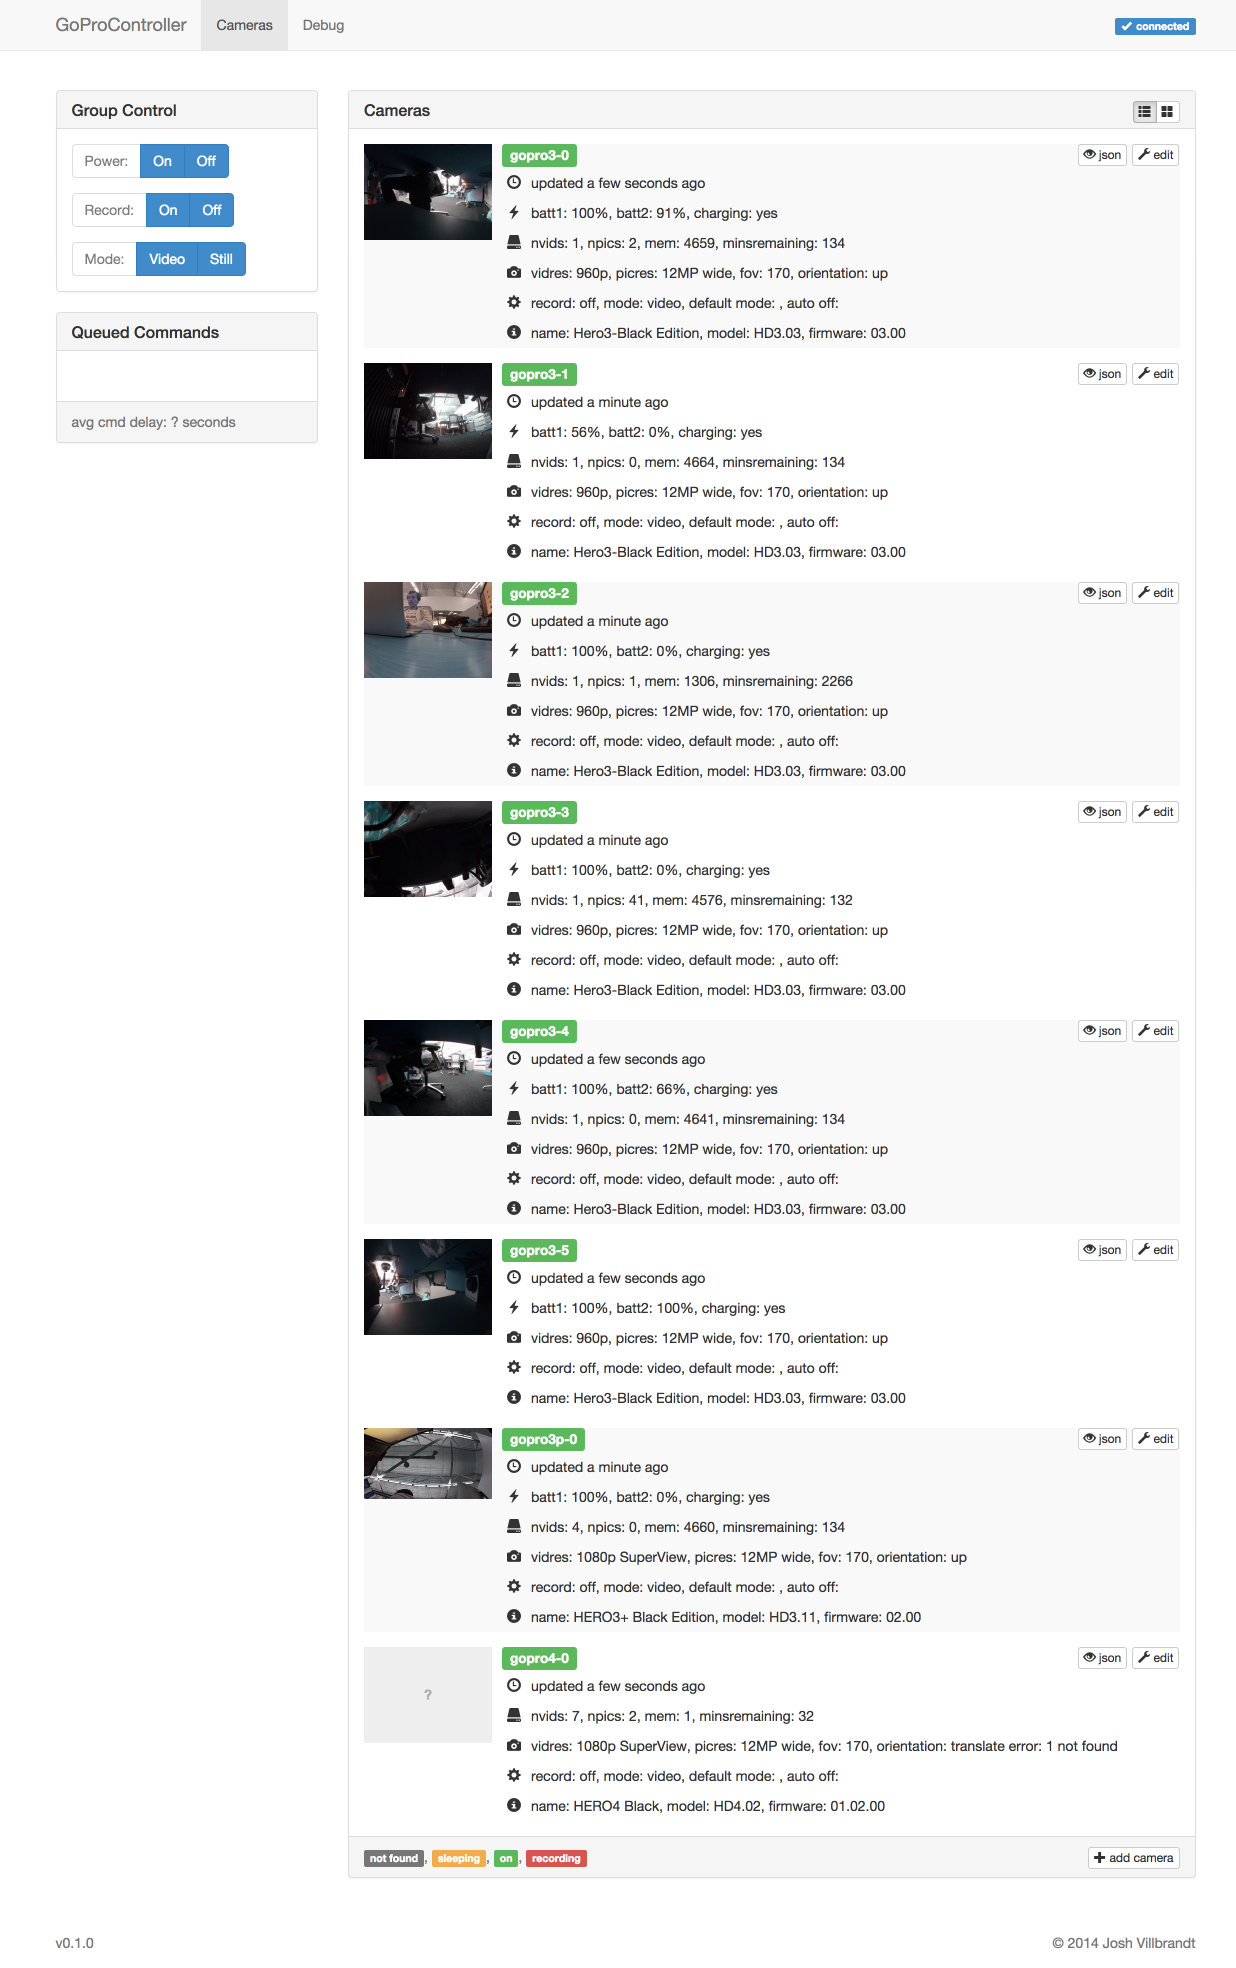 GoProController Cameras Debug connected
Group Control
Power: On Off
Record: On Off
Mode: Video Still
Queued Commands
avg cmd delay: ? seconds
Cameras
gopro3-0 json edit
updated a few seconds ago
batt1: 100%, batt2: 91%, charging: yes
nvids: 1, npics: 2, mem: 4659, minsremaining: 134
vidres: 960p, picres: 12MP wide, fov: 170, orientation: up
record: off, mode: video, default mode: , auto off:
name: Hero3-Black Edition, model: HD3.03, firmware: 03.00
gopro3-1 json edit
updated a minute ago
batt1: 56%, batt2: 0%, charging: yes
nvids: 1, npics: 0, mem: 4664, minsremaining: 134
vidres: 960p, picres: 12MP wide, fov: 170, orientation: up
record: off, mode: video, default mode: , auto off:
name: Hero3-Black Edition, model: HD3.03, firmware: 03.00
gopro3-2 json edit
updated a minute ago
batt1: 100%, batt2: 0%, charging: yes
nvids: 1, npics: 1, mem: 1306, minsremaining: 2266
vidres: 960p, picres: 12MP wide, fov: 170, orientation: up
record: off, mode: video, default mode: , auto off:
name: Hero3-Black Edition, model: HD3.03, firmware: 03.00
gopro3-3 json edit
updated a minute ago
batt1: 100%, batt2: 0%, charging: yes
nvids: 1, npics: 41, mem: 4576, minsremaining: 132
vidres: 960p, picres: 12MP wide, fov: 170, orientation: up
record: off, mode: video, default mode: , auto off:
name: Hero3-Black Edition, model: HD3.03, firmware: 03.00
gopro3-4 json edit
updated a few seconds ago
batt1: 100%, batt2: 66%, charging: yes
nvids: 1, npics: 0, mem: 4641, minsremaining: 134
vidres: 960p, picres: 12MP wide, fov: 170, orientation: up
record: off, mode: video, default mode: , auto off:
name: Hero3-Black Edition, model: HD3.03, firmware: 03.00
gopro3-5 json edit
updated a few seconds ago
batt1: 100%, batt2: 100%, charging: yes
vidres: 960p, picres: 12MP wide, fov: 170, orientation: up
record: off, mode: video, default mode: , auto off:
name: Hero3-Black Edition, model: HD3.03, firmware: 03.00
gopro3p-0 json edit
updated a minute ago
batt1: 100%, batt2: 0%, charging: yes
nvids: 4, npics: 0, mem: 4660, minsremaining: 134
vidres: 1080p SuperView, picres: 12MP wide, fov: 170, orientation: up
record: off, mode: video, default mode: , auto off:
name: HERO3+ Black Edition, model: HD3.11, firmware: 02.00
? gopro4-0 json edit
updated a few seconds ago
nvids: 7, npics: 2, mem: 1, minsremaining: 32
vidres: 1080p SuperView, picres: 12MP wide, fov: 170, orientation: translate error: 1 not found
record: off, mode: video, default mode: , auto off:
name: HERO4 Black, model: HD4.02, firmware: 01.02.00
not found, sleeping, on, recording add camera
v0.1.0 © 2014 Josh Villbrandt